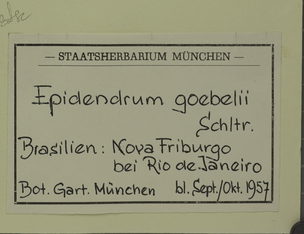 — STAATSHERBARIUM MÜNCHEN —
Epidendrum goebelii
Schltr.
Brasilien: Nova Friburgo
bei Rio de Janeiro
Bot. Gart. München bl. Sept./Okt. 1957